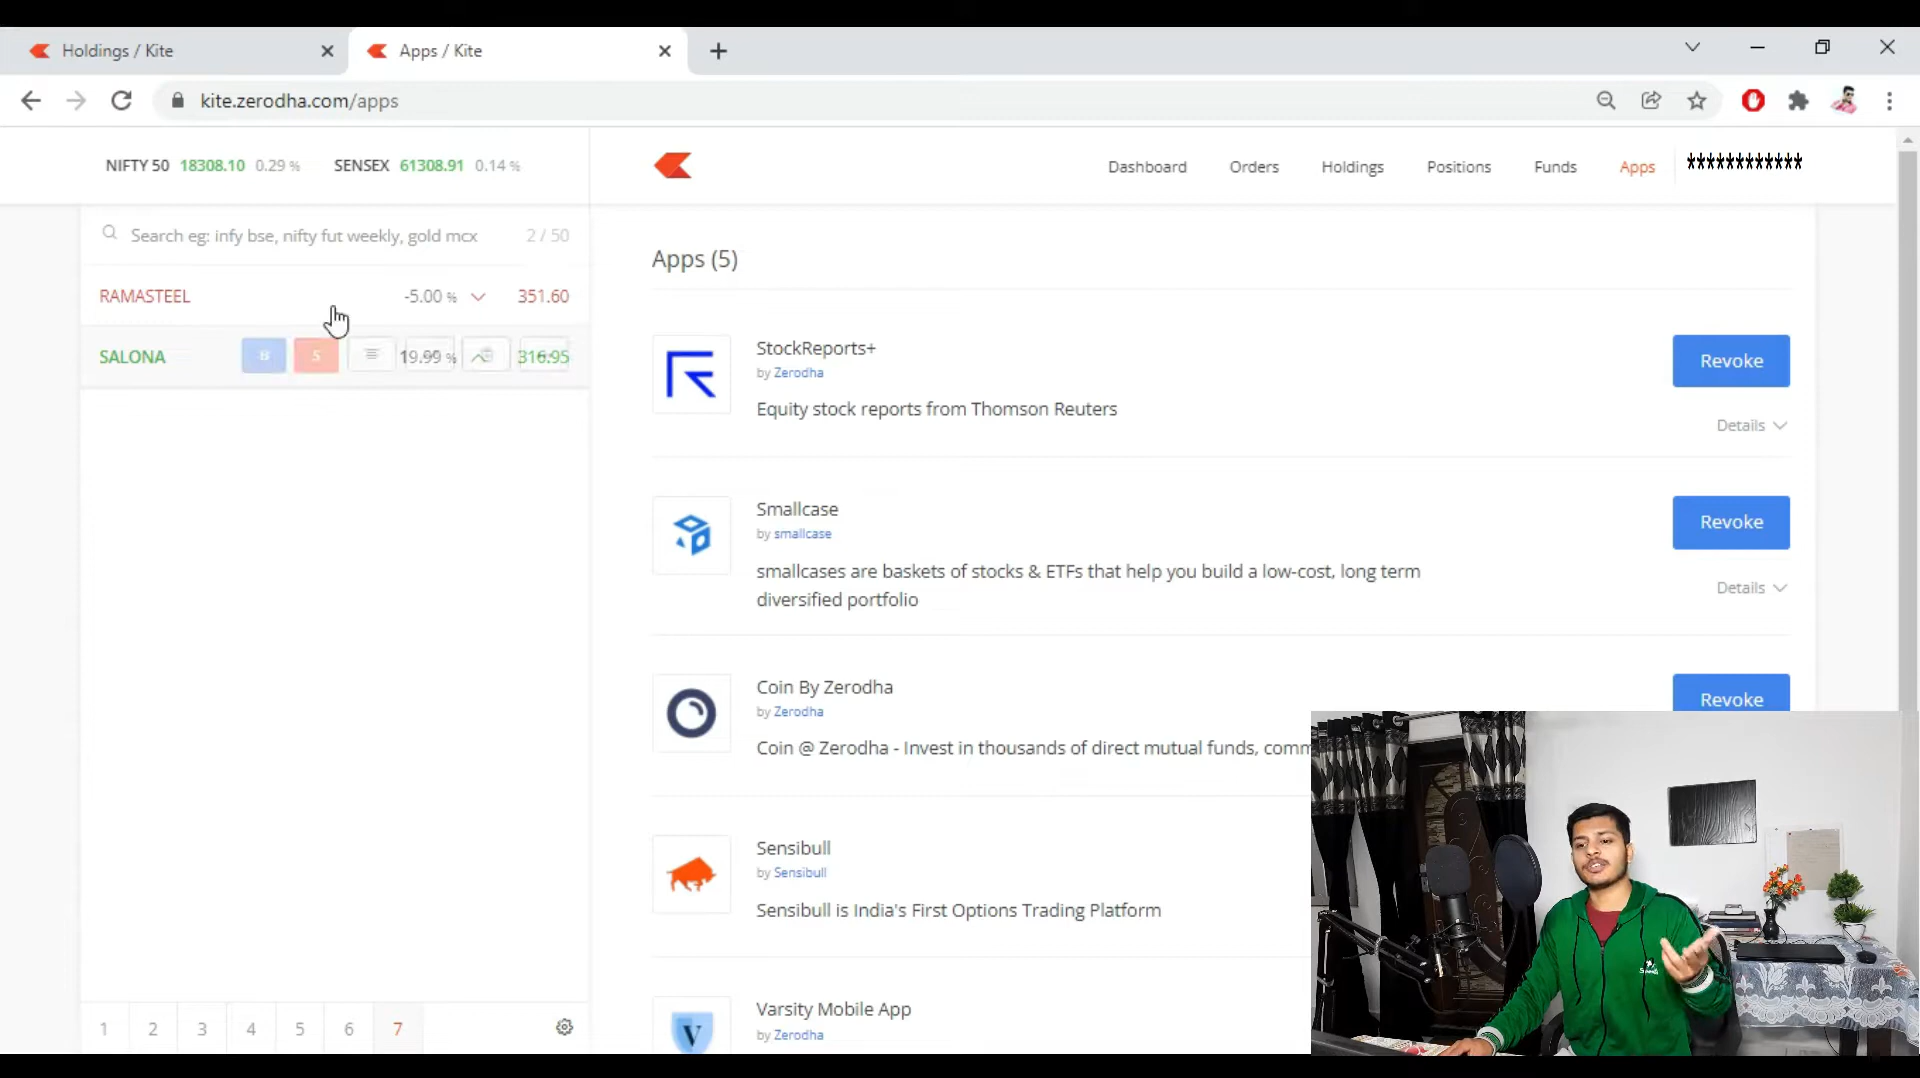 Holdings / Kite
Apps / Kite
kite.zerodha.com/apps
NIFTY 50 18308.10 0.29 % SENSEX 61308.91 0.14 %
Dashboard Orders Holdings Positions Funds Apps ************
Search eg: infy bse, nifty fut weekly, gold mcx 2 / 50
RAMASTEEL -5.00 % 351.60
SALONA B S 19.99 % 316.95
1 2 3 4 5 6 7
Apps (5)
StockReports+
by Zerodha
Equity stock reports from Thomson Reuters
Revoke
Details
Smallcase
by smallcase
smallcases are baskets of stocks & ETFs that help you build a low-cost, long term
diversified portfolio
Revoke
Details
Coin By Zerodha
by Zerodha
Coin @ Zerodha - Invest in thousands of direct mutual funds, comm
Revoke
Sensibull
by Sensibull
Sensibull is India's First Options Trading Platform
Varsity Mobile App
by Zerodha
V